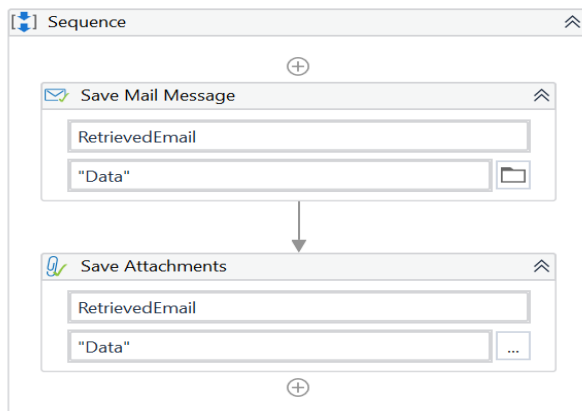 Sequence
Save Mail Message
RetrievedEmail
"Data"
Save Attachments
RetrievedEmail
"Data"
...